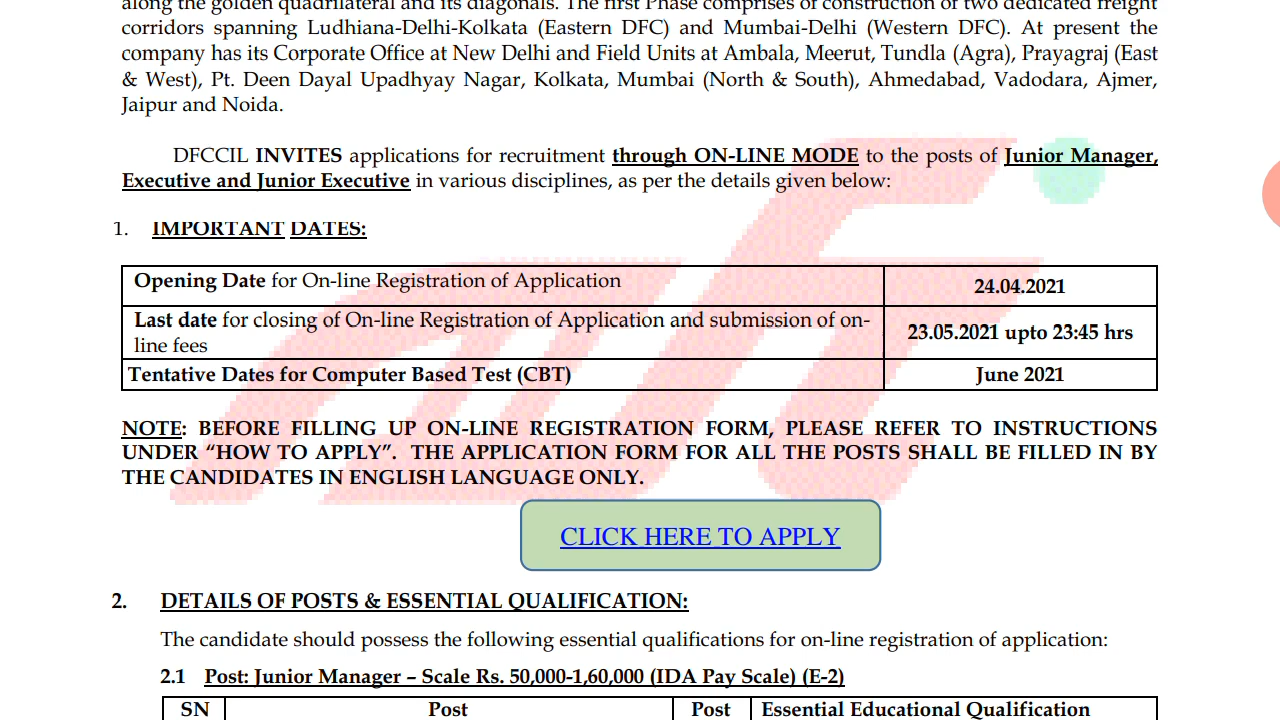 along the golden quadrilateral and its diagonals. The first Phase comprises of construction of two dedicated freight
corridors spanning Ludhiana-Delhi-Kolkata (Eastern DFC) and Mumbai-Delhi (Western DFC). At present the
company has its Corporate Office at New Delhi and Field Units at Ambala, Meerut, Tundla (Agra), Prayagraj (East
& West), Pt. Deen Dayal Upadhyay Nagar, Kolkata, Mumbai (North & South), Ahmedabad, Vadodara, Ajmer,
Jaipur and Noida.
DFCCIL INVITES applications for recruitment through ON-LINE MODE to the posts of Junior Manager,
Executive and Junior Executive in various disciplines, as per the details given below:
1. IMPORTANT DATES:
Opening Date for On-line Registration of Application 24.04.2021
Last date for closing of On-line Registration of Application and submission of on-
line fees 23.05.2021 upto 23:45 hrs
Tentative Dates for Computer Based Test (CBT) June 2021
NOTE: BEFORE FILLING UP ON-LINE REGISTRATION FORM, PLEASE REFER TO INSTRUCTIONS
UNDER “HOW TO APPLY”. THE APPLICATION FORM FOR ALL THE POSTS SHALL BE FILLED IN BY
THE CANDIDATES IN ENGLISH LANGUAGE ONLY.
CLICK HERE TO APPLY
2. DETAILS OF POSTS & ESSENTIAL QUALIFICATION:
The candidate should possess the following essential qualifications for on-line registration of application:
2.1 Post: Junior Manager – Scale Rs. 50,000-1,60,000 (IDA Pay Scale) (E-2)
SN Post Post Essential Educational Qualification